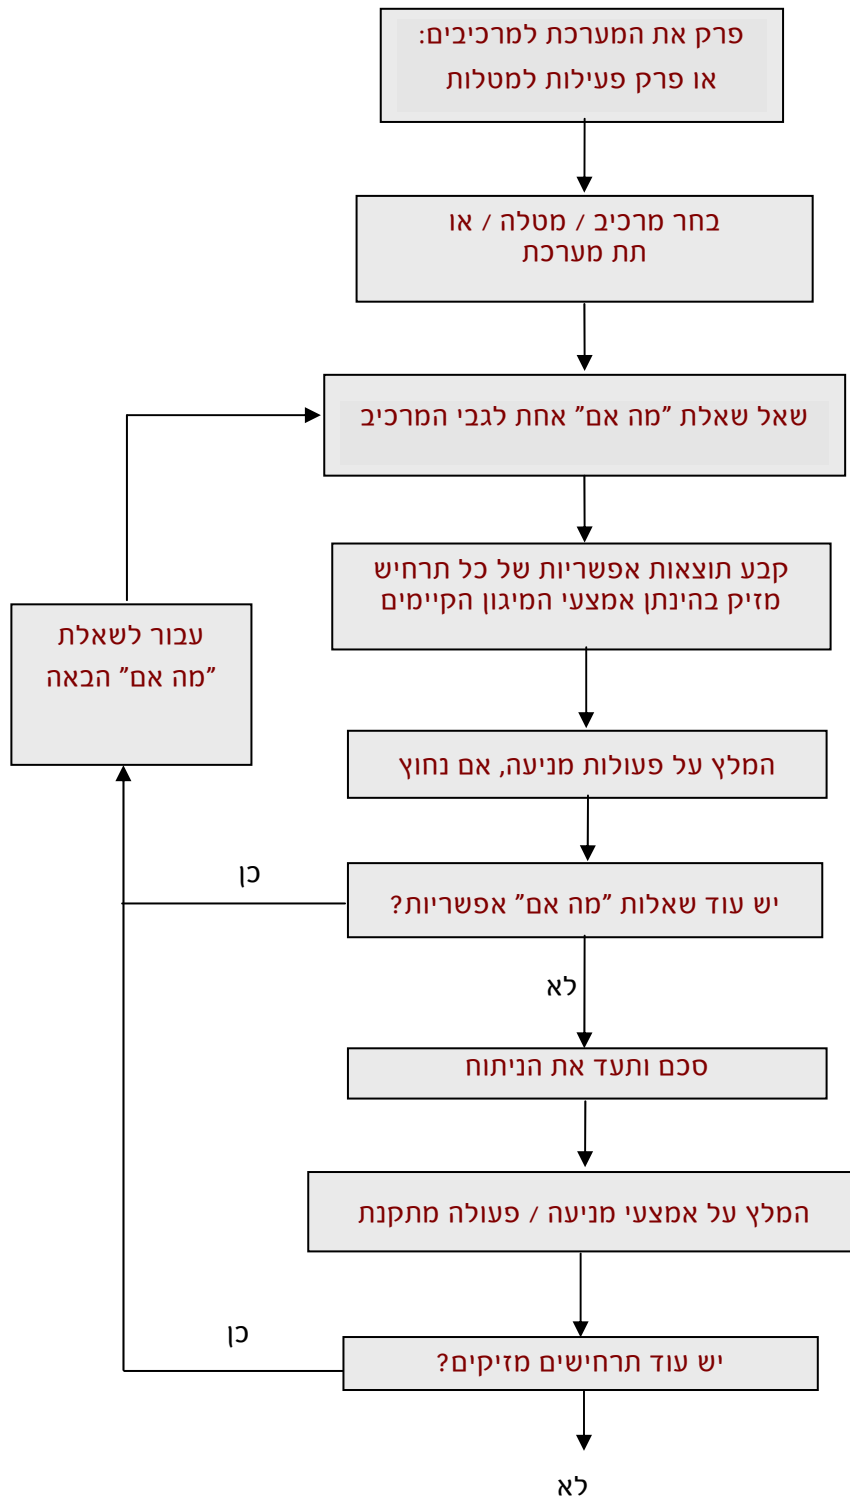 פרק את המערכת למרכיבים:
או פרק פעילות למטלות
בחר מרכיב / מטלה / או
תת מערכת
שאל שאלת "מה אם" אחת לגבי המרכיב
קבע תוצאות אפשריות של כל תרחיש
מזיק בהינתן אמצעי המיגון הקיימים
עבור לשאלת
"מה אם" הבאה
המלץ על פעולות מניעה, אם נחוץ
כן
יש עוד שאלות "מה אם" אפשריות?
לא
סכם ותעד את הניתוח
המלץ על אמצעי מניעה / פעולה מתקנת
כן
יש עוד תרחישים מזיקים?
לא